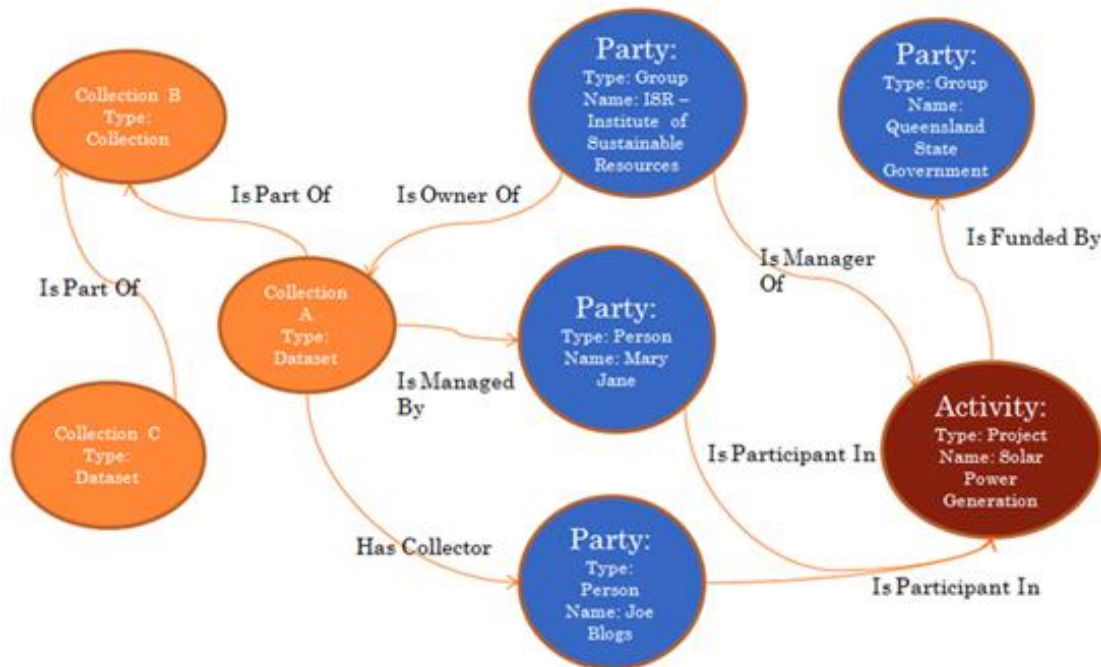 Collection B
Type:
Collection
Party:
Type: Group
Name: ISR –
Institute of
Sustainable
Resources
Party:
Type: Group
Name:
Queensland
State
Government
Is Part Of
Is Owner Of
Is Funded By
Is Manager
Of
Is Part Of
Collection
A
Type:
Dataset
Party:
Type: Person
Name: Mary
Jane
Is Managed
By
Collection C
Type:
Dataset
Activity:
Type: Project
Name: Solar
Power
Generation
Is Participant In
Has Collector
Party:
Type:
Person
Name: Joe
Blogs
Is Participant In